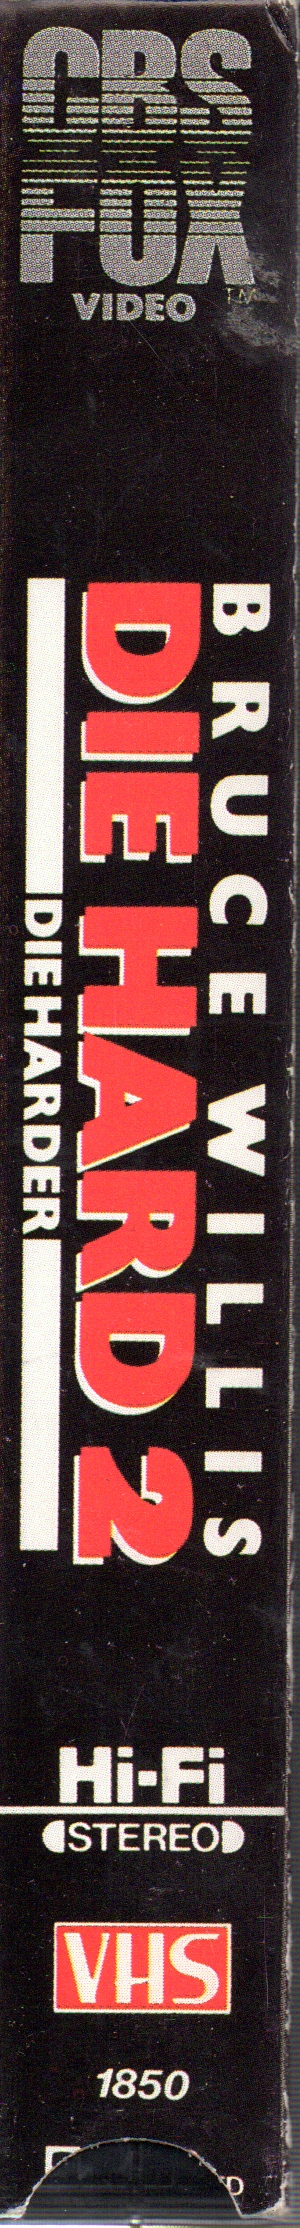 CBS
FOX
VIDEO TM
BRUCE WILLIS
DIE HARD 2
DIE HARDER
Hi-Fi
STEREO
VHS
1850